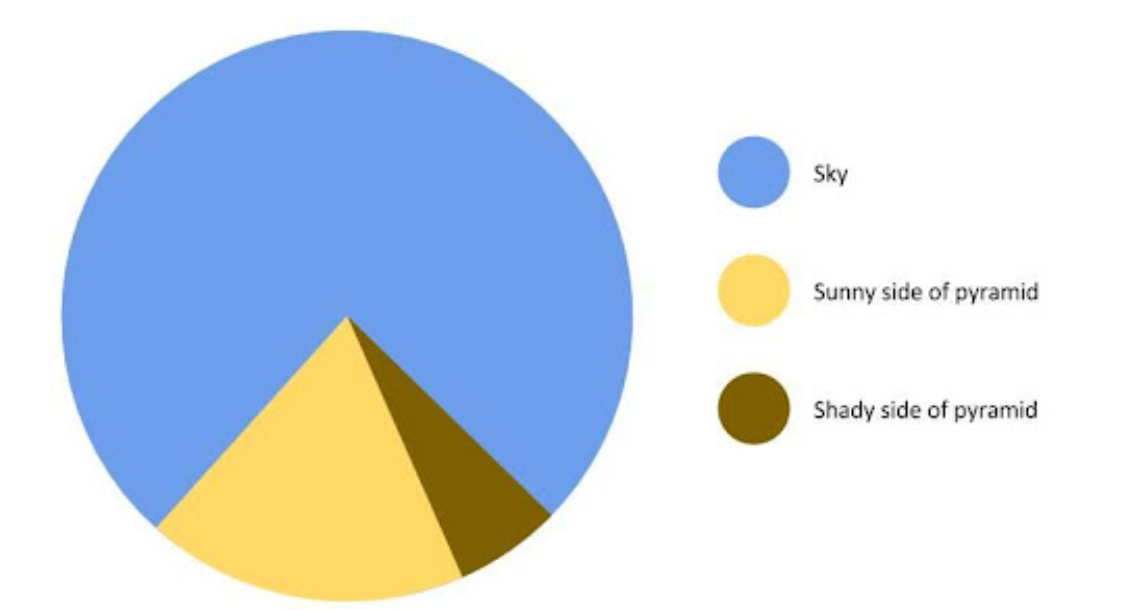 Sky
Sunny side of pyramid
Shady side of pyramid